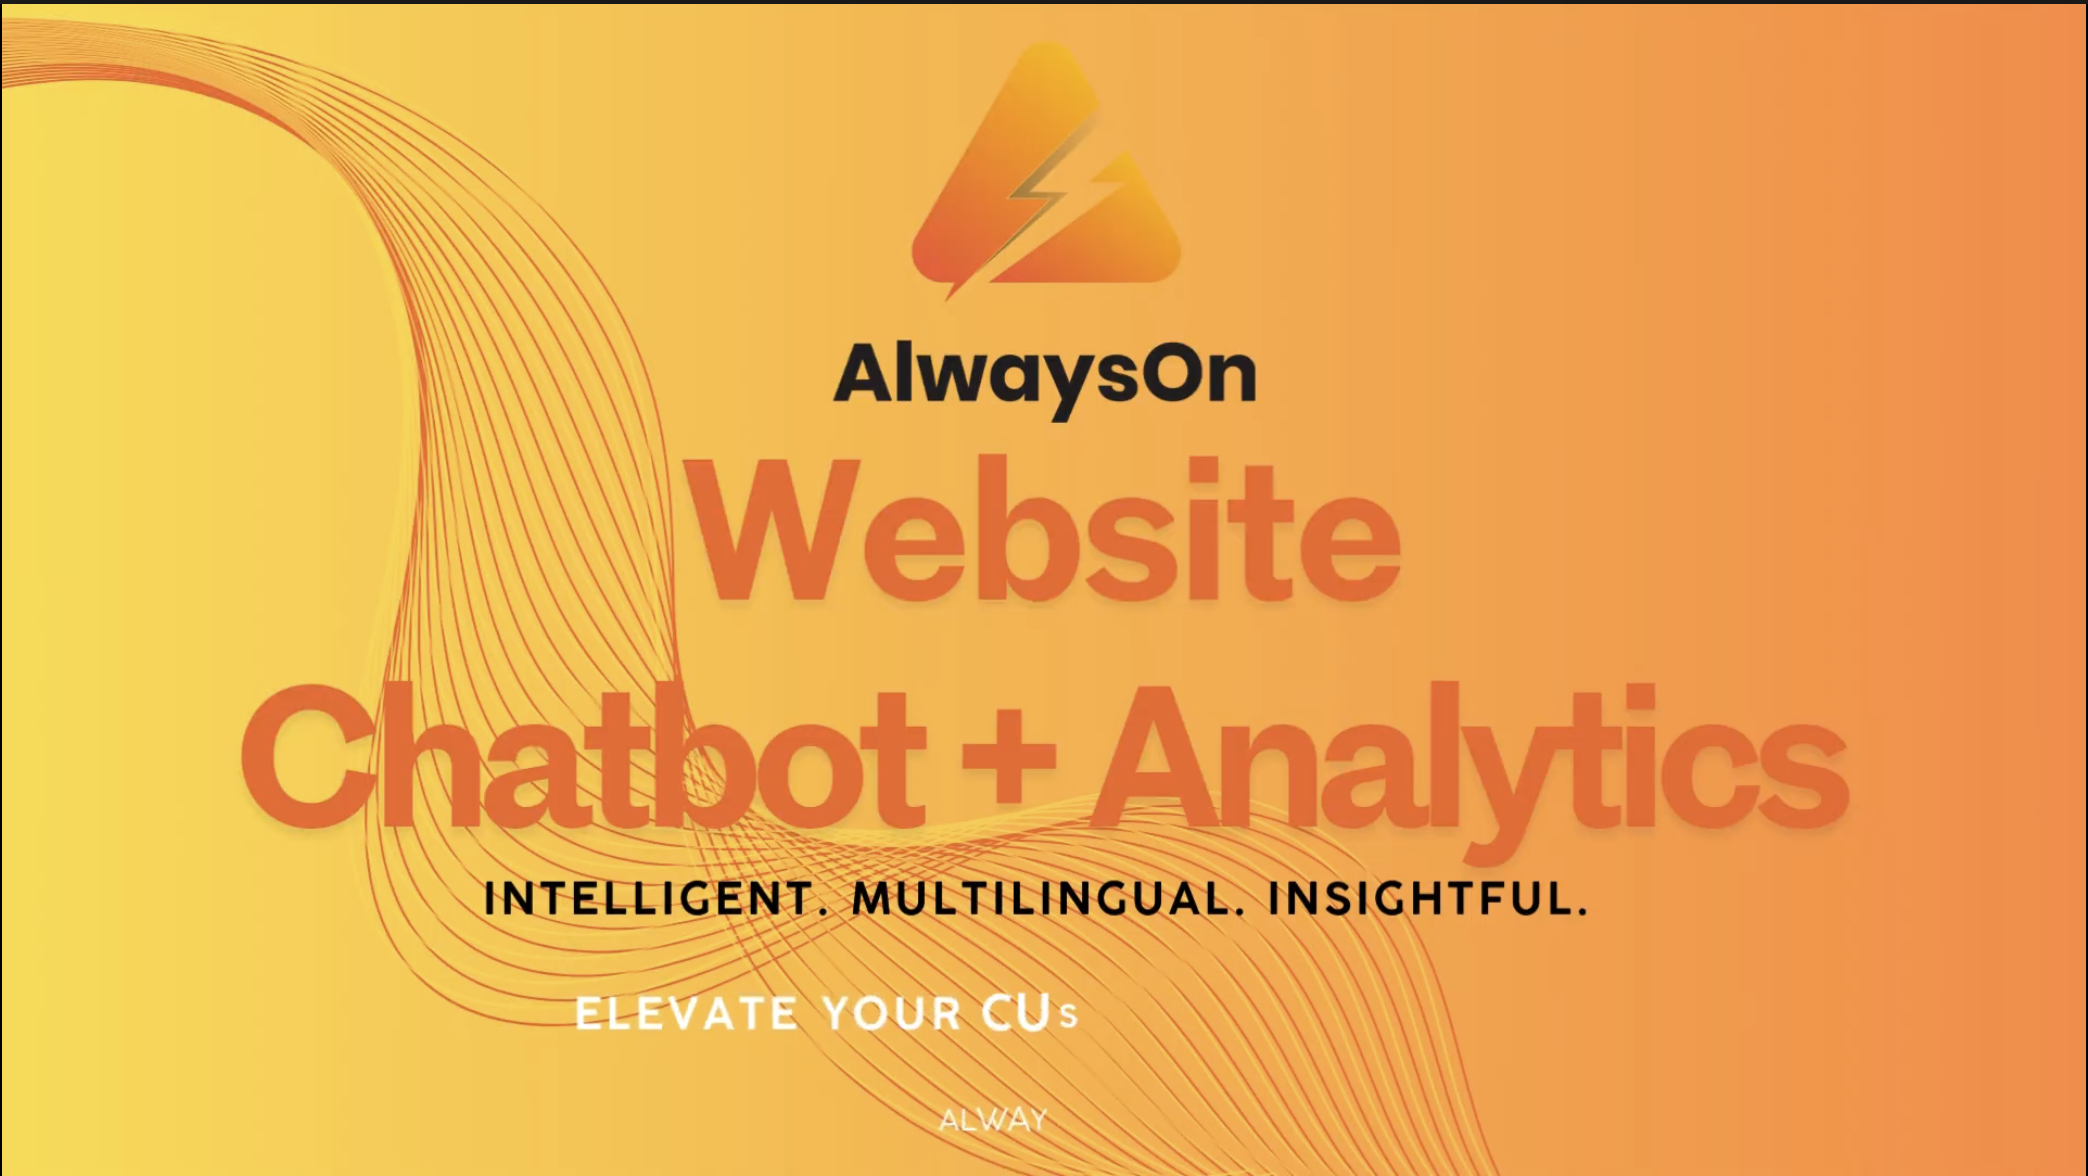 AlwaysOn
Website
Chatbot + Analytics
INTELLIGENT. MULTILINGUAL. INSIGHTFUL.
ELEVATE YOUR CUs
ALWAY